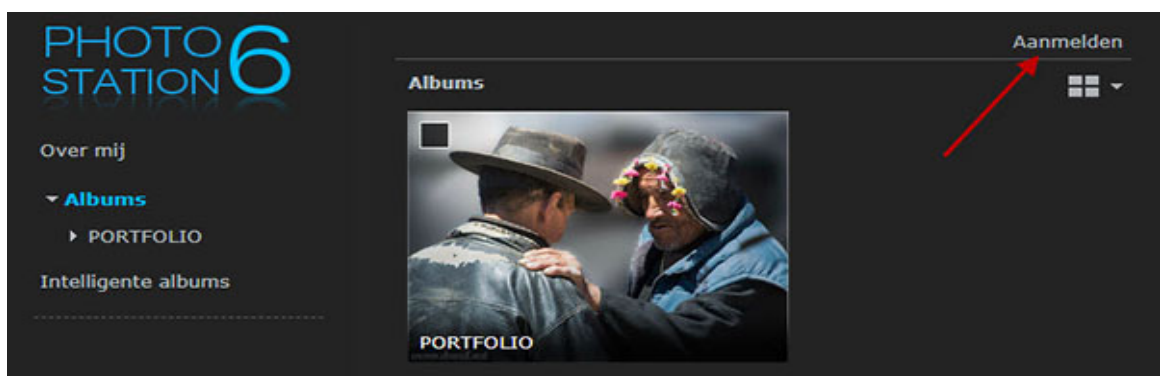 PHOTO
STATION 6
Aanmelden
Albums
Over mij
Albums
PORTFOLIO
Intelligente albums
PORTFOLIO